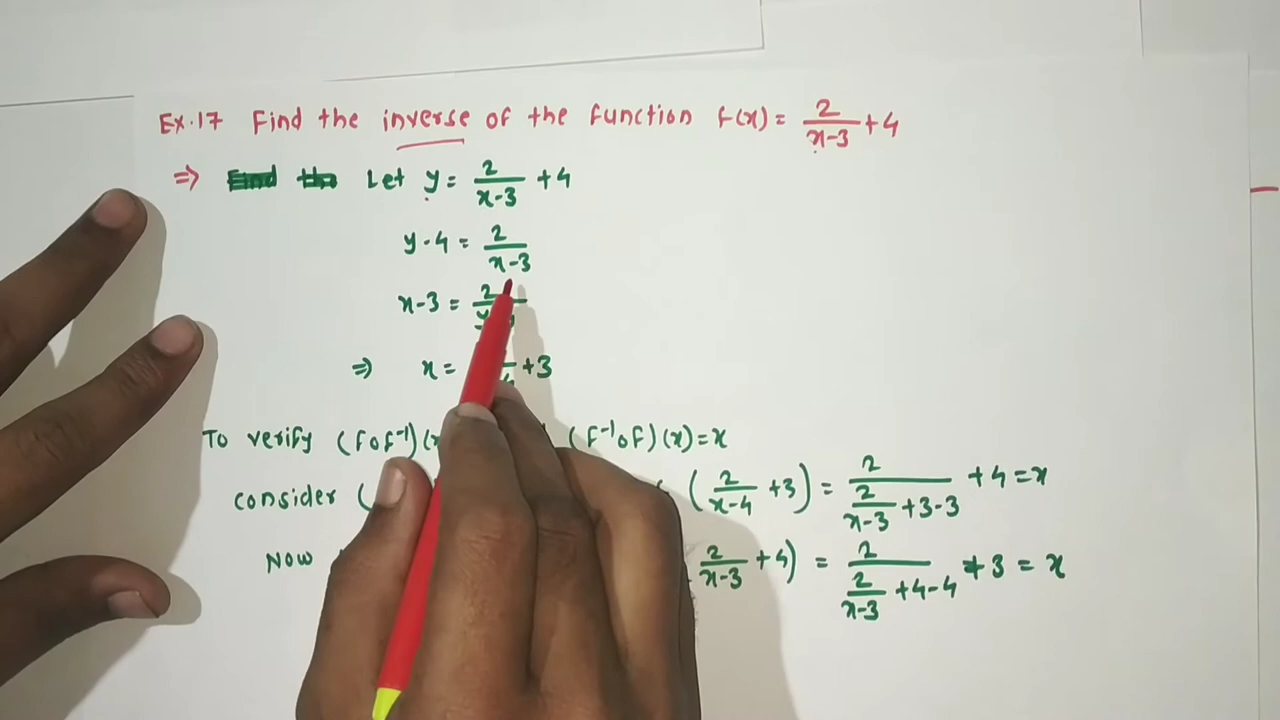 Ex.17 Find the inverse of the function f(x) = 2/(x-3) + 4
⇒ Let y = 2/(x-3) + 4
y - 4 = 2/(x-3)
x - 3 = 2/
⇒ x = + 3
To verify (fof⁻¹)(x (f⁻¹of)(x) = x
consider ( (2/(x-4) + 3) = 2/(2/(x-3) + 3 - 3) + 4 = x
Now 2/(x-3) + 4) = 2/(2/(x-3) + 4 - 4) + 3 = x